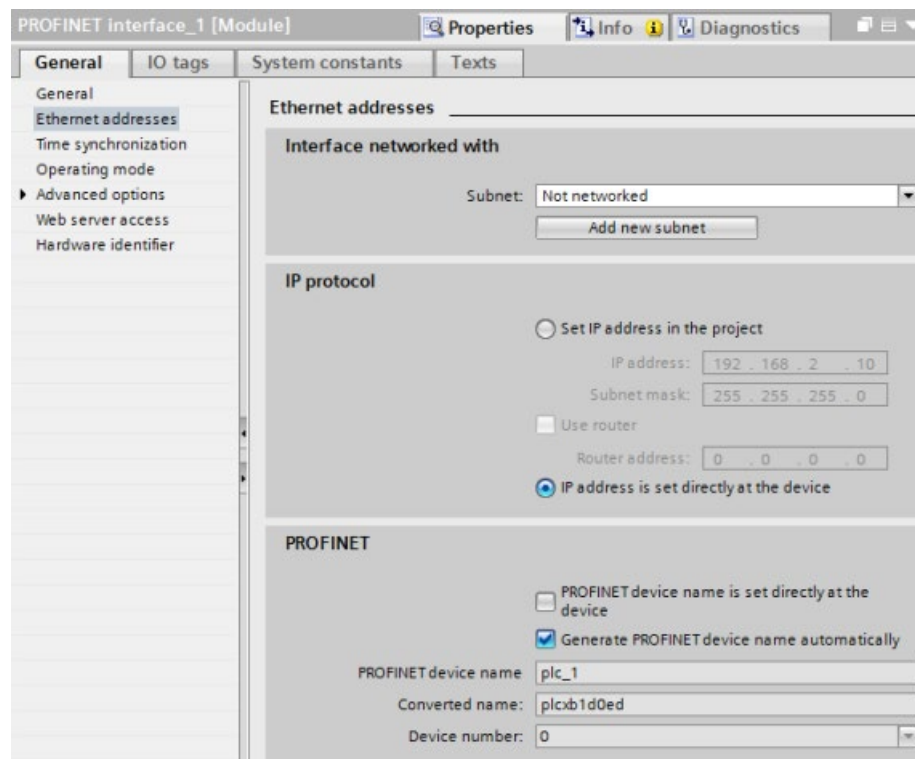 PROFINET interface_1 [Module]
Properties
Info
Diagnostics
General
IO tags
System constants
Texts
General
Ethernet addresses
Time synchronization
Operating mode
Advanced options
Web server access
Hardware identifier
Ethernet addresses
Interface networked with
Subnet: Not networked
Add new subnet
IP protocol
Set IP address in the project
IP address: 192 . 168 . 2 . 10
Subnet mask: 255 . 255 . 255 . 0
Use router
Router address: 0 . 0 . 0 . 0
IP address is set directly at the device
PROFINET
PROFINET device name is set directly at the
device
Generate PROFINET device name automatically
PROFINET device name plc_1
Converted name: plcxb1d0ed
Device number: 0